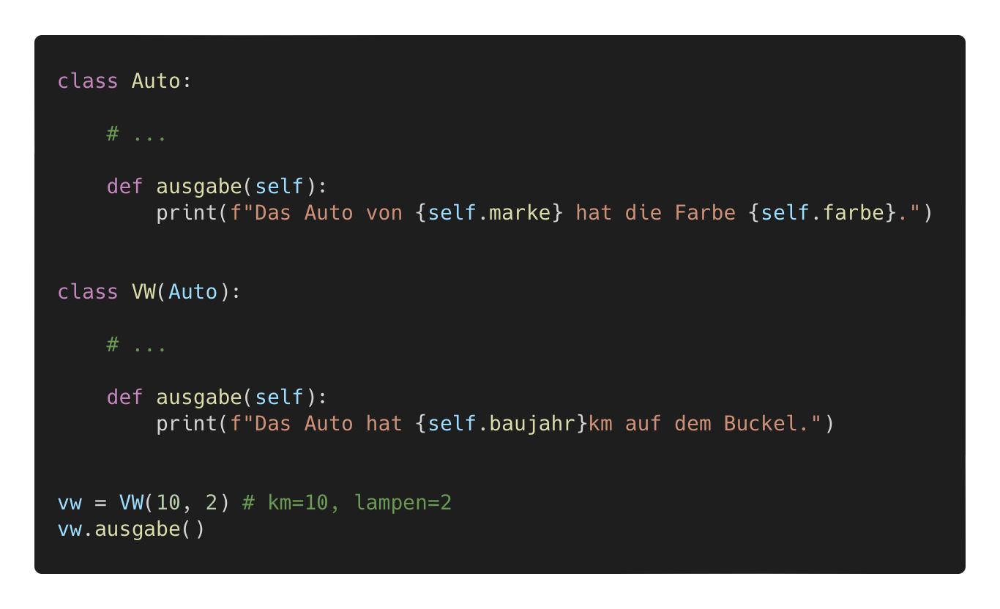 class Auto:
    # ...
    def ausgabe(self):
        print(f"Das Auto von {self.marke} hat die Farbe {self.farbe}.")
class VW(Auto):
    # ...
    def ausgabe(self):
        print(f"Das Auto hat {self.baujahr}km auf dem Buckel.")
vw = VW(10, 2) # km=10, lampen=2
vw.ausgabe()